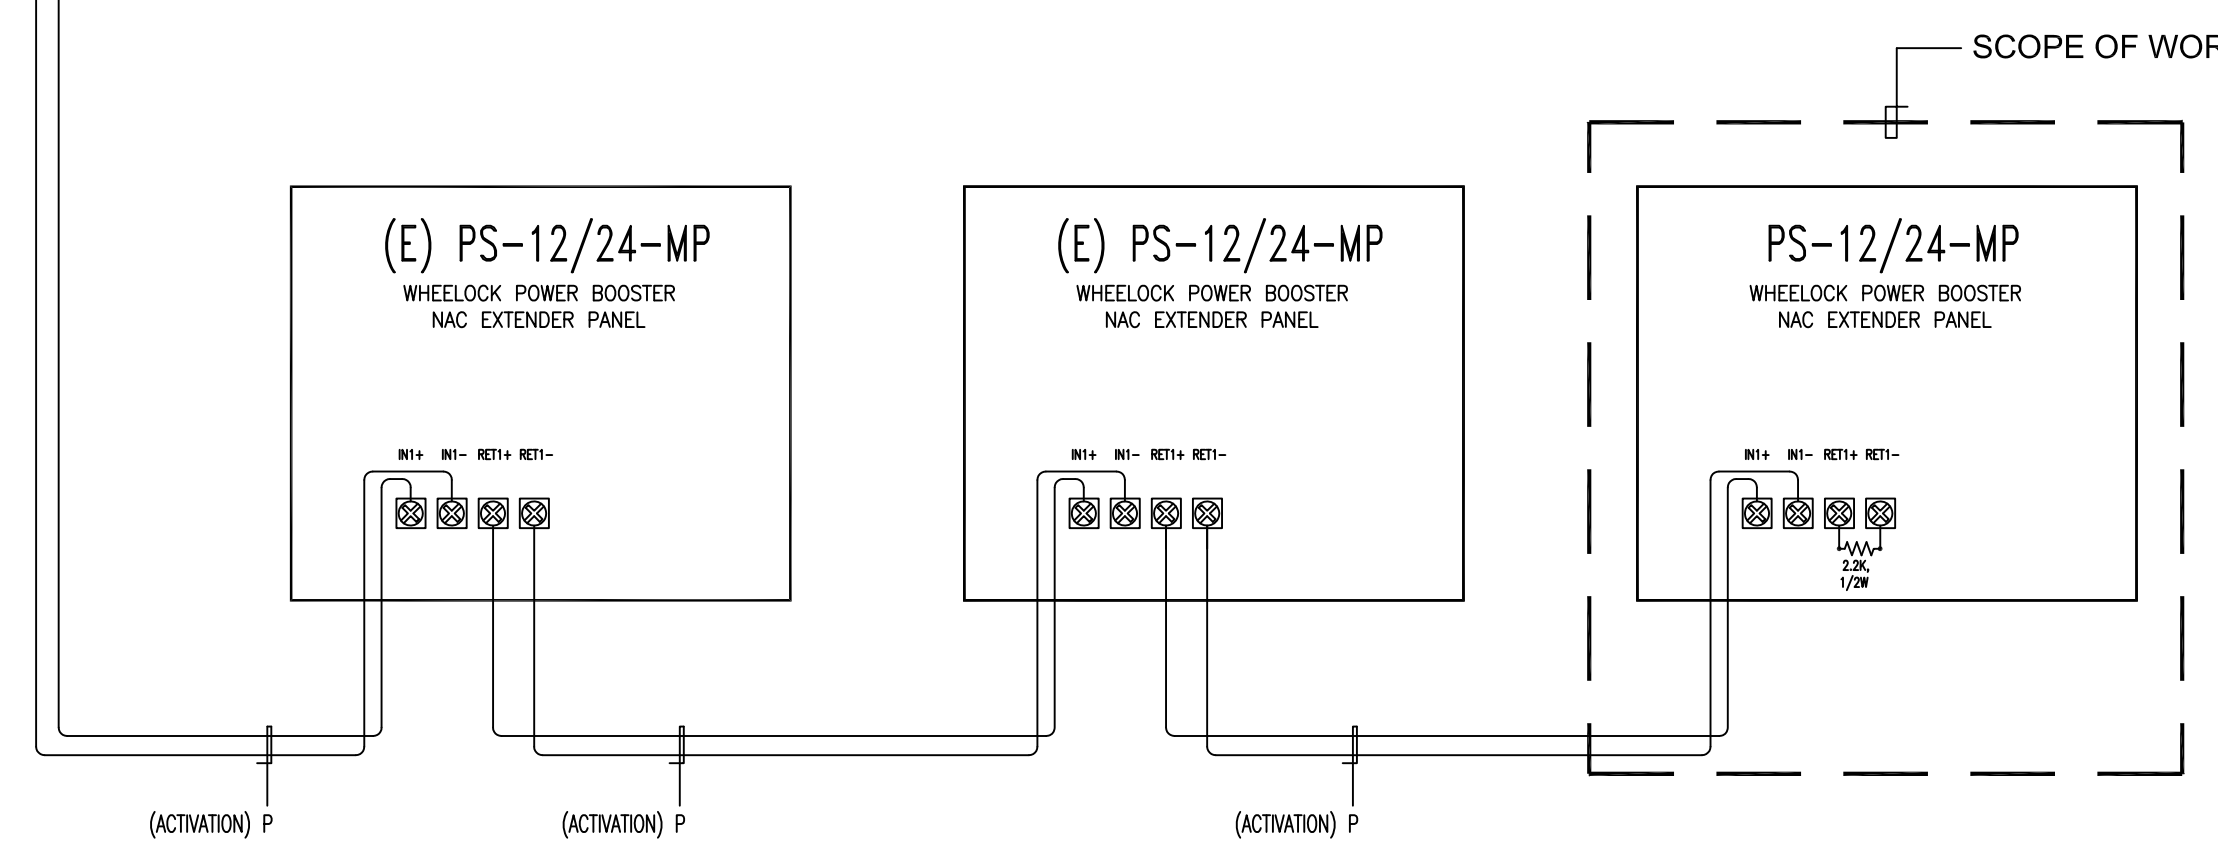 SCOPE OF WOR
(E) PS-12/24-MP
WHEELOCK POWER BOOSTER
NAC EXTENDER PANEL
IN1+ IN1- RET1+ RET1-
(E) PS-12/24-MP
WHEELOCK POWER BOOSTER
NAC EXTENDER PANEL
IN1+ IN1- RET1+ RET1-
PS-12/24-MP
WHEELOCK POWER BOOSTER
NAC EXTENDER PANEL
IN1+ IN1- RET1+ RET1-
2.2K,
1/2W
(ACTIVATION) P
(ACTIVATION) P
(ACTIVATION) P